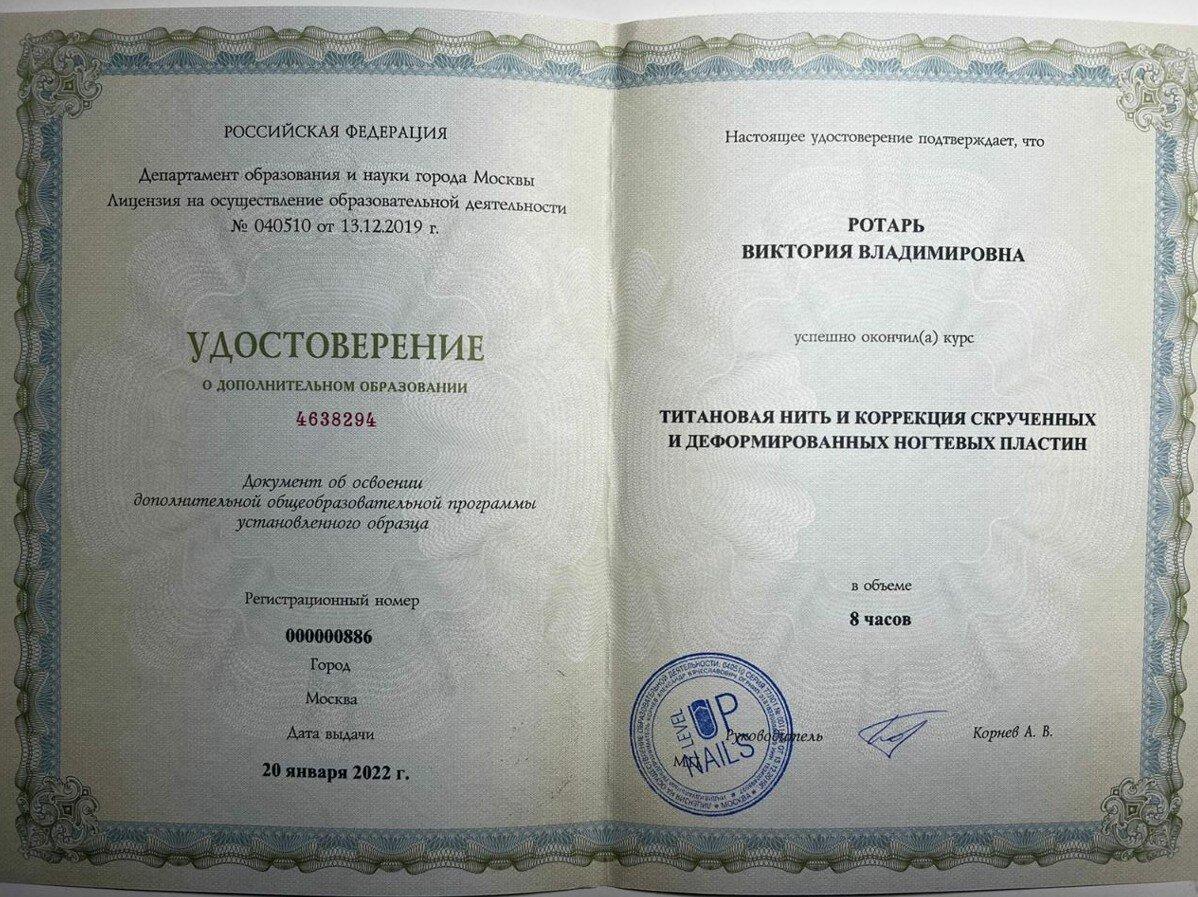 РОССИЙСКАЯ ФЕДЕРАЦИЯ
Департамент образования и науки города Москвы
Лицензия на осуществление образовательной деятельности
№ 040510 от 13.12.2019 г.
УДОСТОВЕРЕНИЕ
О ДОПОЛНИТЕЛЬНОМ ОБРАЗОВАНИИ
4638294
Документ об освоении
дополнительной общеобразовательной программы
установленного образца
Регистрационный номер
000000886
Город
Москва
Дата выдачи
20 января 2022 г.
Настоящее удостоверение подтверждает, что
РОТАРЬ
ВИКТОРИЯ ВЛАДИМИРОВНА
успешно окончил(а) курс
ТИТАНОВАЯ НИТЬ И КОРРЕКЦИЯ СКРУЧЕННЫХ
И ДЕФОРМИРОВАННЫХ НОГТЕВЫХ ПЛАСТИН
в объеме
8 часов
LEVEL UP
NAILS
МОСКВА
Руководитель
Корнев А. В.